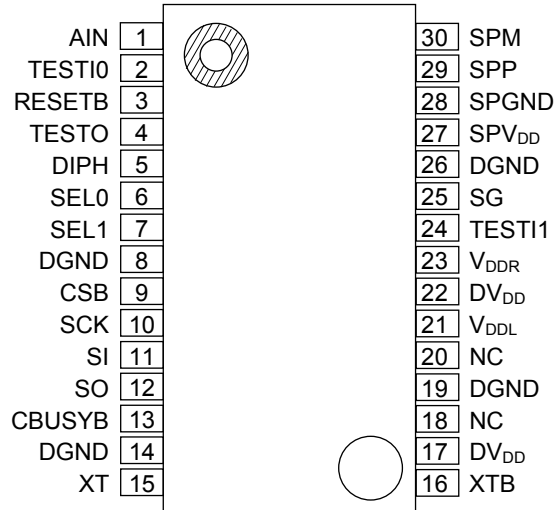 AIN 1 30 SPM
TESTI0 2 29 SPP
RESETB 3 28 SPGND
TESTO 4 27 SPVDD
DIPH 5 26 DGND
SEL0 6 25 SG
SEL1 7 24 TESTI1
DGND 8 23 VDDR
CSB 9 22 DVDD
SCK 10 21 VDDL
SI 11 20 NC
SO 12 19 DGND
CBUSYB 13 18 NC
DGND 14 17 DVDD
XT 15 16 XTB